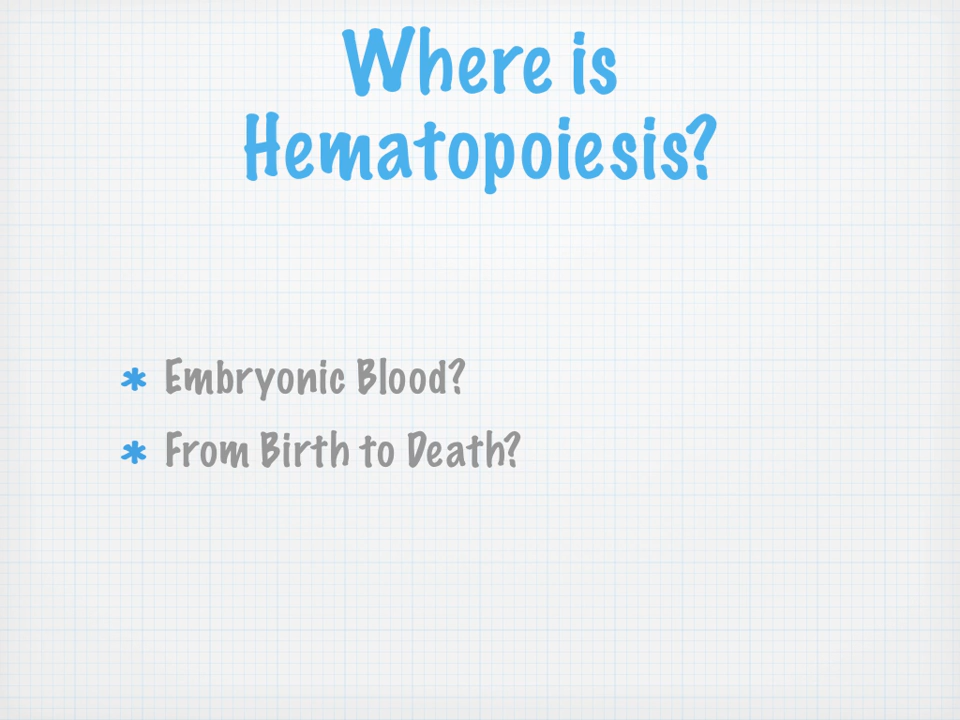 Where is
Hematopoiesis?
* Embryonic Blood?
* From Birth to Death?